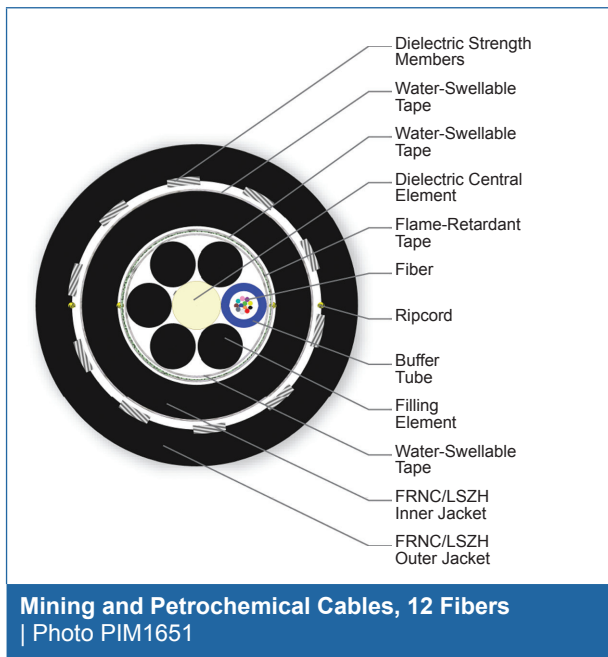 Dielectric Strength
Members
Water-Swellable
Tape
Water-Swellable
Tape
Dielectric Central
Element
Flame-Retardant
Tape
Fiber
Ripcord
Buffer
Tube
Filling
Element
Water-Swellable
Tape
FRNC/LSZH
Inner Jacket
FRNC/LSZH
Outer Jacket
Mining and Petrochemical Cables, 12 Fibers
| Photo PIM1651